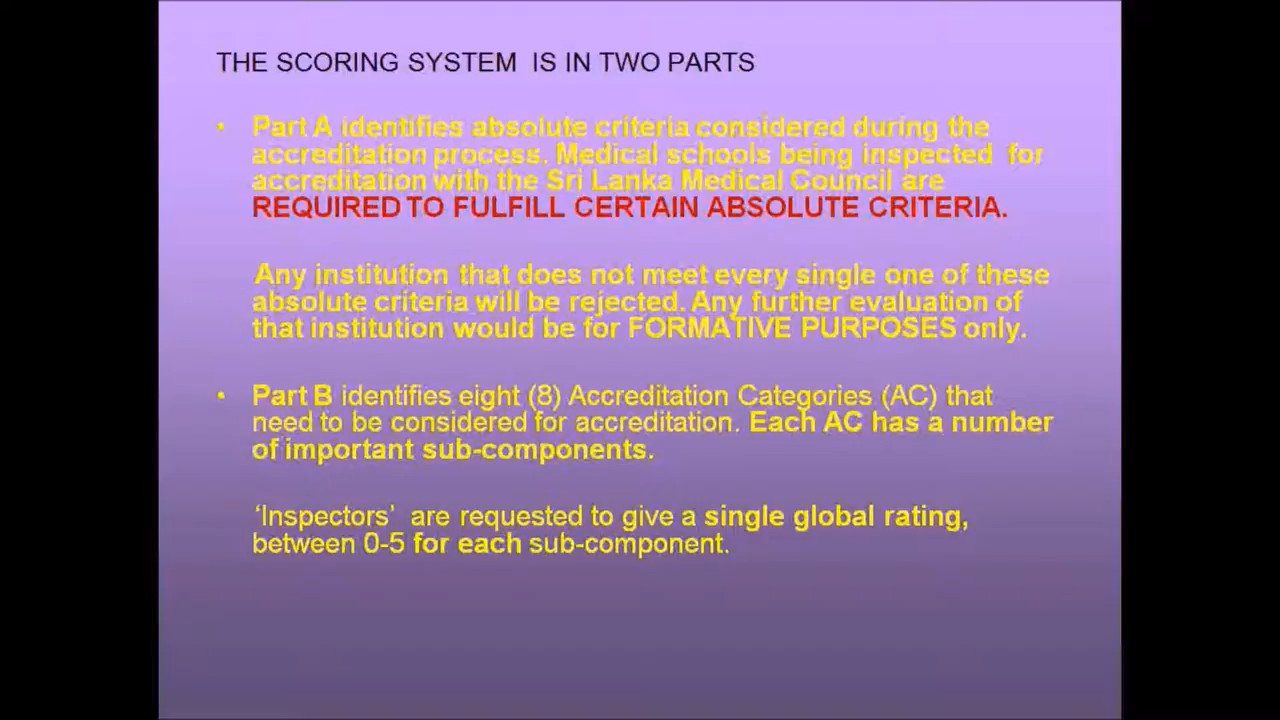 THE SCORING SYSTEM IS IN TWO PARTS
• Part A identifies absolute criteria considered during the
accreditation process. Medical schools being inspected for
accreditation with the Sri Lanka Medical Council are
REQUIRED TO FULFILL CERTAIN ABSOLUTE CRITERIA.
Any institution that does not meet every single one of these
absolute criteria will be rejected. Any further evaluation of
that institution would be for FORMATIVE PURPOSES only.
• Part B identifies eight (8) Accreditation Categories (AC) that
need to be considered for accreditation. Each AC has a number
of important sub-components.
‘Inspectors’ are requested to give a single global rating,
between 0-5 for each sub-component.